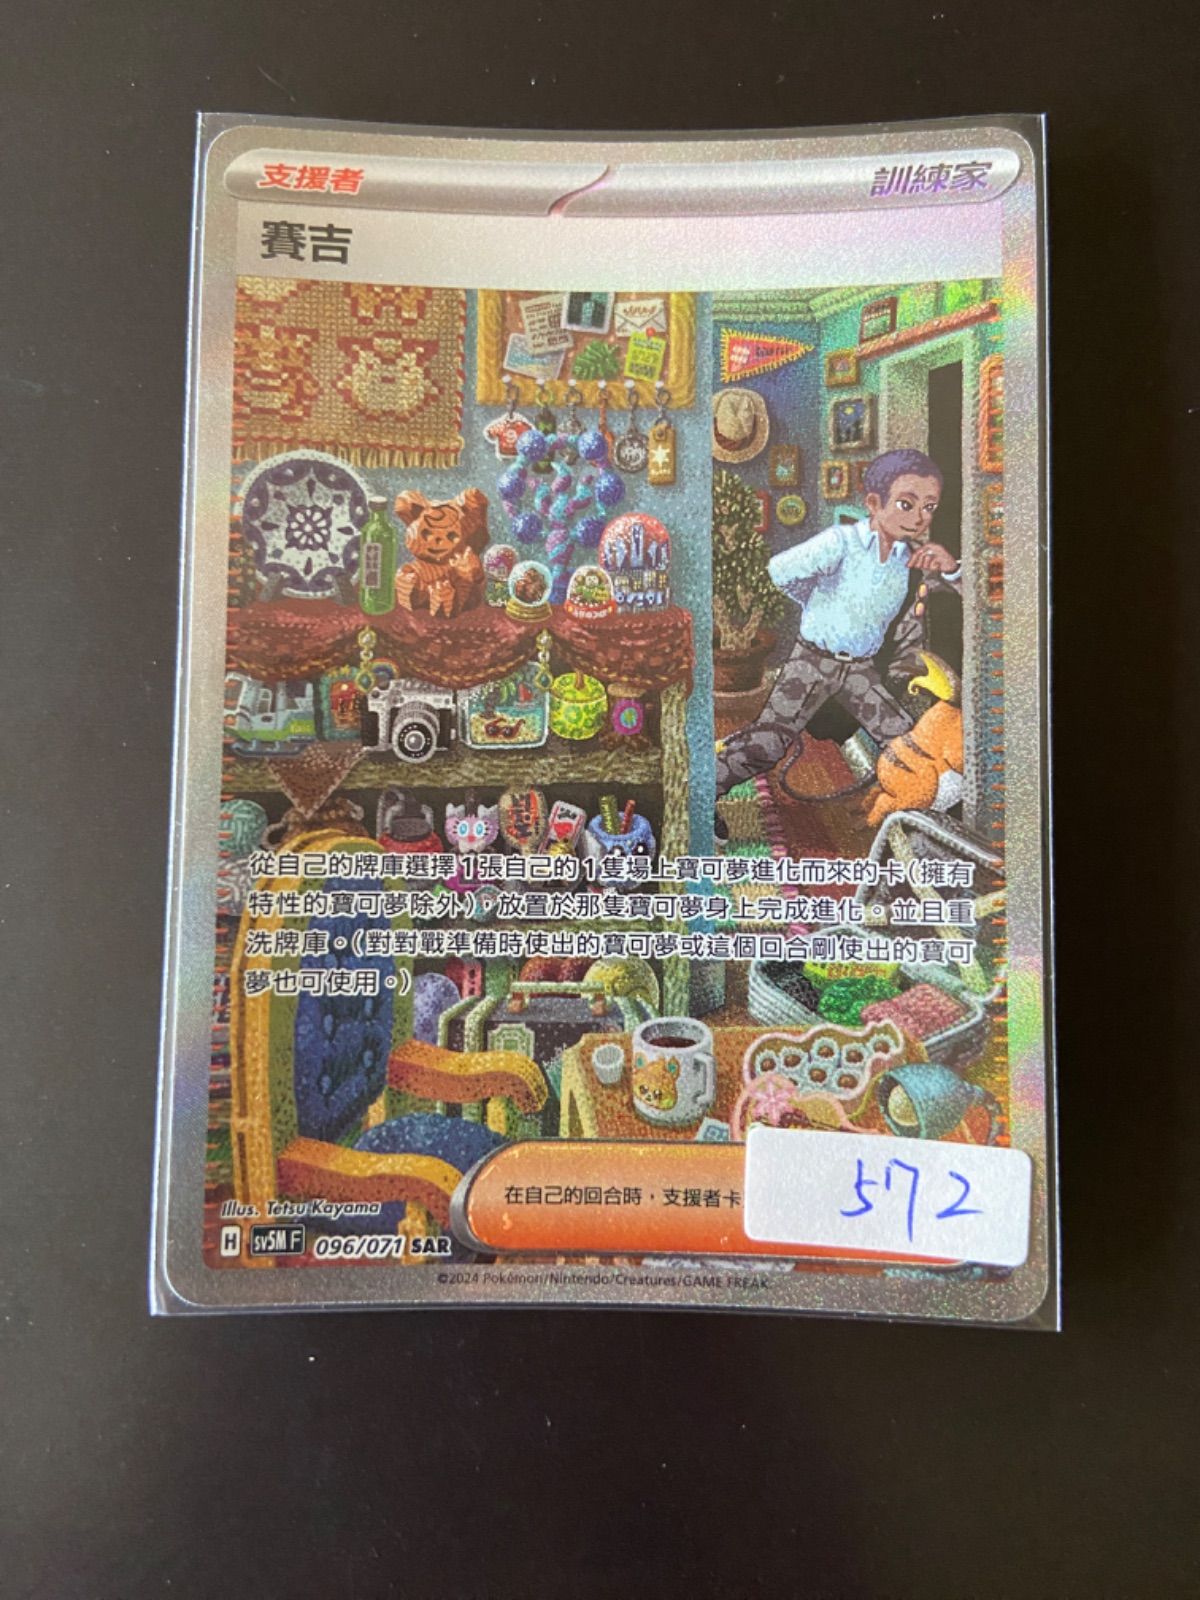 支援者
訓練家
賽吉
從自己的牌庫選擇1張自己的1隻場上寶可夢進化而來的卡（擁有
特性的寶可夢除外），放置於那隻寶可夢身上完成進化。並且重
洗牌庫。（對對戰準備時使出的寶可夢或這個回合剛使出的寶可
夢也可使用。）
在自己的回合時，支援者卡
572
Illus. Tetsu Kayama
H sv5M F 096/071 SAR
©2024 Pokémon/Nintendo/Creatures/GAME FREAK